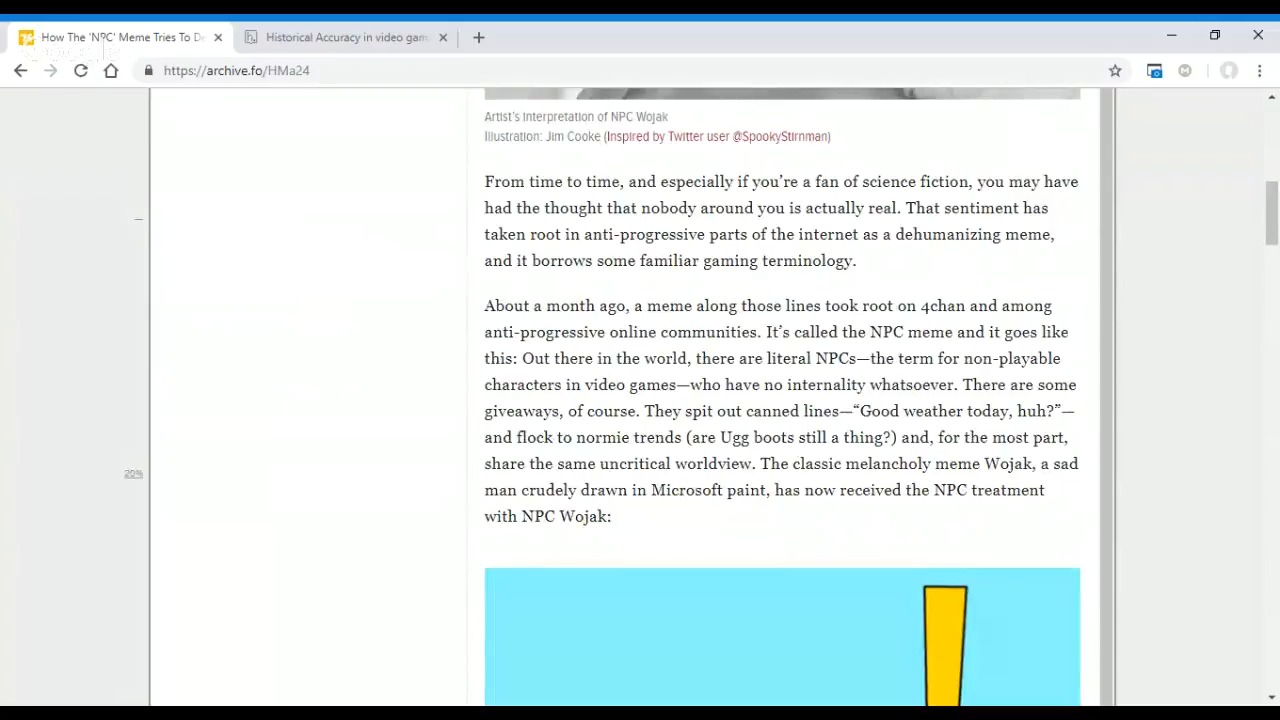 How The 'NPC' Meme Tries To De
Historical Accuracy in video gam
https://archive.fo/HMa24
Artist's Interpretation of NPC Wojak
Illustration: Jim Cooke (Inspired by Twitter user @SpookyStirnman)
From time to time, and especially if you're a fan of science fiction, you may have
had the thought that nobody around you is actually real. That sentiment has
taken root in anti-progressive parts of the internet as a dehumanizing meme,
and it borrows some familiar gaming terminology.
About a month ago, a meme along those lines took root on 4chan and among
anti-progressive online communities. It's called the NPC meme and it goes like
this: Out there in the world, there are literal NPCs—the term for non-playable
characters in video games—who have no internality whatsoever. There are some
giveaways, of course. They spit out canned lines—“Good weather today, huh?”—
and flock to normie trends (are Ugg boots still a thing?) and, for the most part,
share the same uncritical worldview. The classic melancholy meme Wojak, a sad
man crudely drawn in Microsoft paint, has now received the NPC treatment
with NPC Wojak:
20%